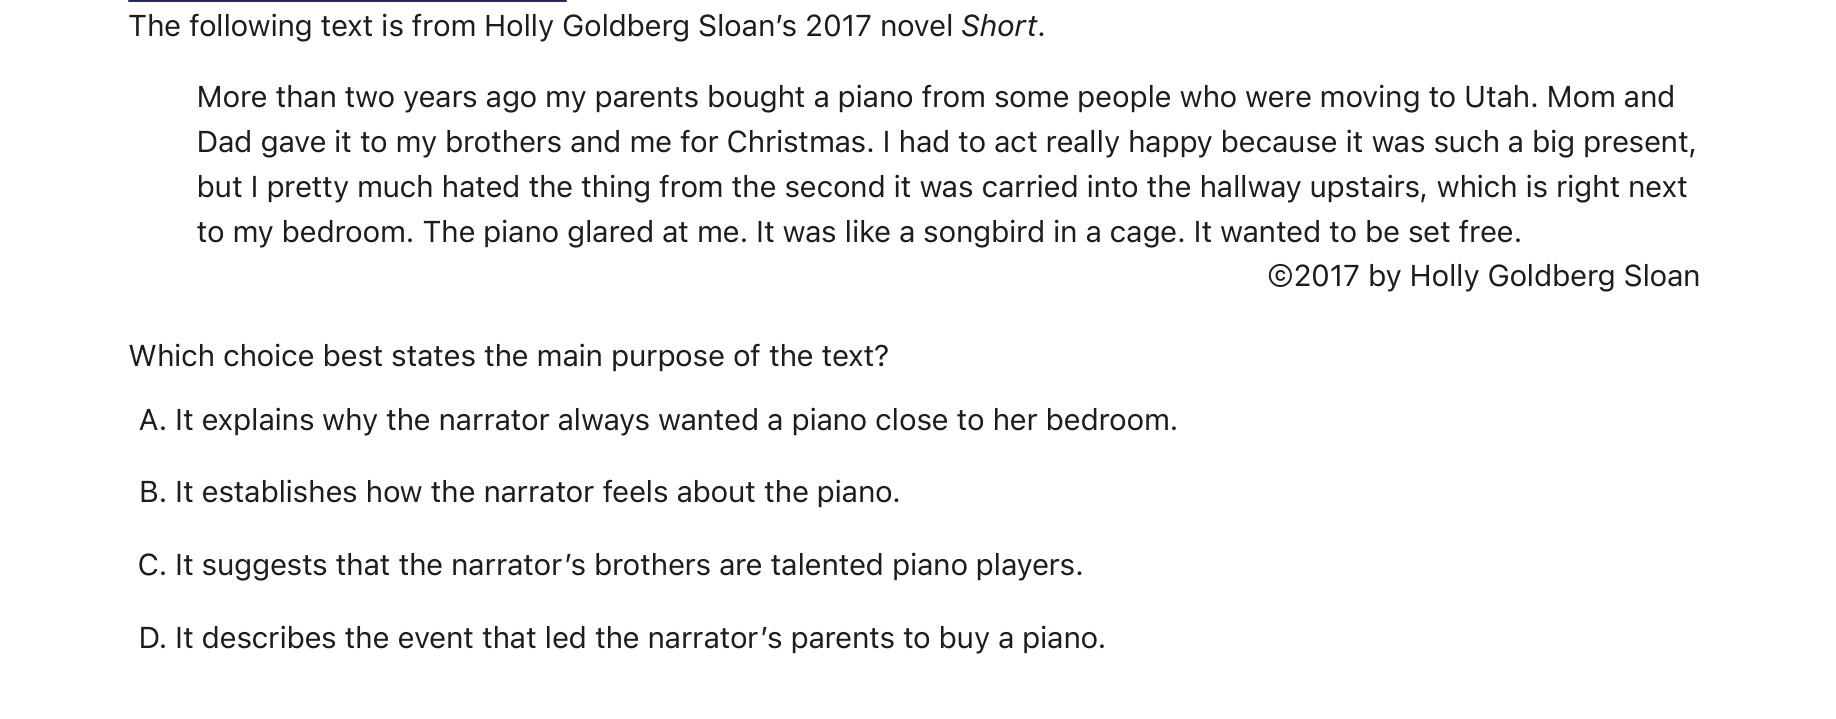 The following text is from Holly Goldberg Sloan's 2017 novel Short.
More than two years ago my parents bought a piano from some people who were moving to Utah. Mom and
Dad gave it to my brothers and me for Christmas. I had to act really happy because it was such a big present,
but I pretty much hated the thing from the second it was carried into the hallway upstairs, which is right next
to my bedroom. The piano glared at me. It was like a songbird in a cage. It wanted to be set free.
©2017 by Holly Goldberg Sloan
Which choice best states the main purpose of the text?
A. It explains why the narrator always wanted a piano close to her bedroom.
B. It establishes how the narrator feels about the piano.
C. It suggests that the narrator's brothers are talented piano players.
D. It describes the event that led the narrator's parents to buy a piano.